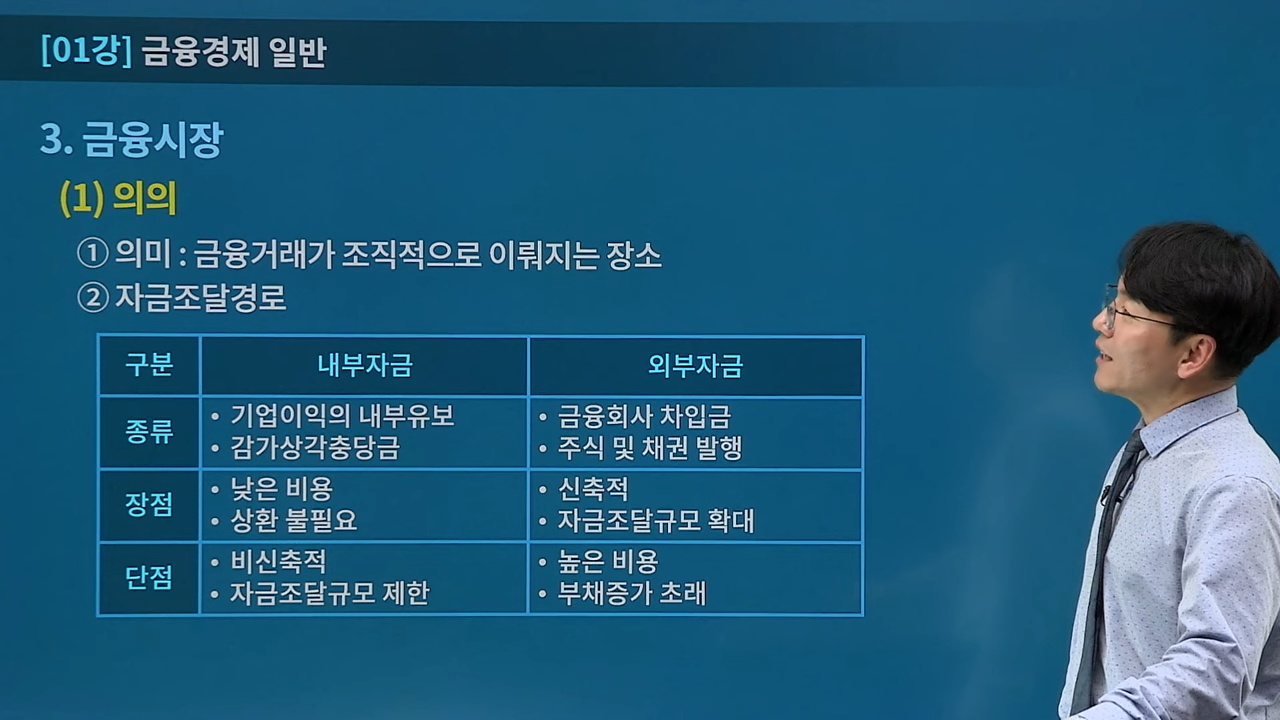 [01강] 금융경제 일반
3. 금융시장
(1) 의의
① 의미 : 금융거래가 조직적으로 이뤄지는 장소
② 자금조달경로
구분 내부자금 외부자금
종류
• 기업이익의 내부유보
• 감가상각충당금
• 금융회사 차입금
• 주식 및 채권 발행
장점
• 낮은 비용
• 상환 불필요
• 신축적
• 자금조달규모 확대
단점
• 비신축적
• 자금조달규모 제한
• 높은 비용
• 부채증가 초래